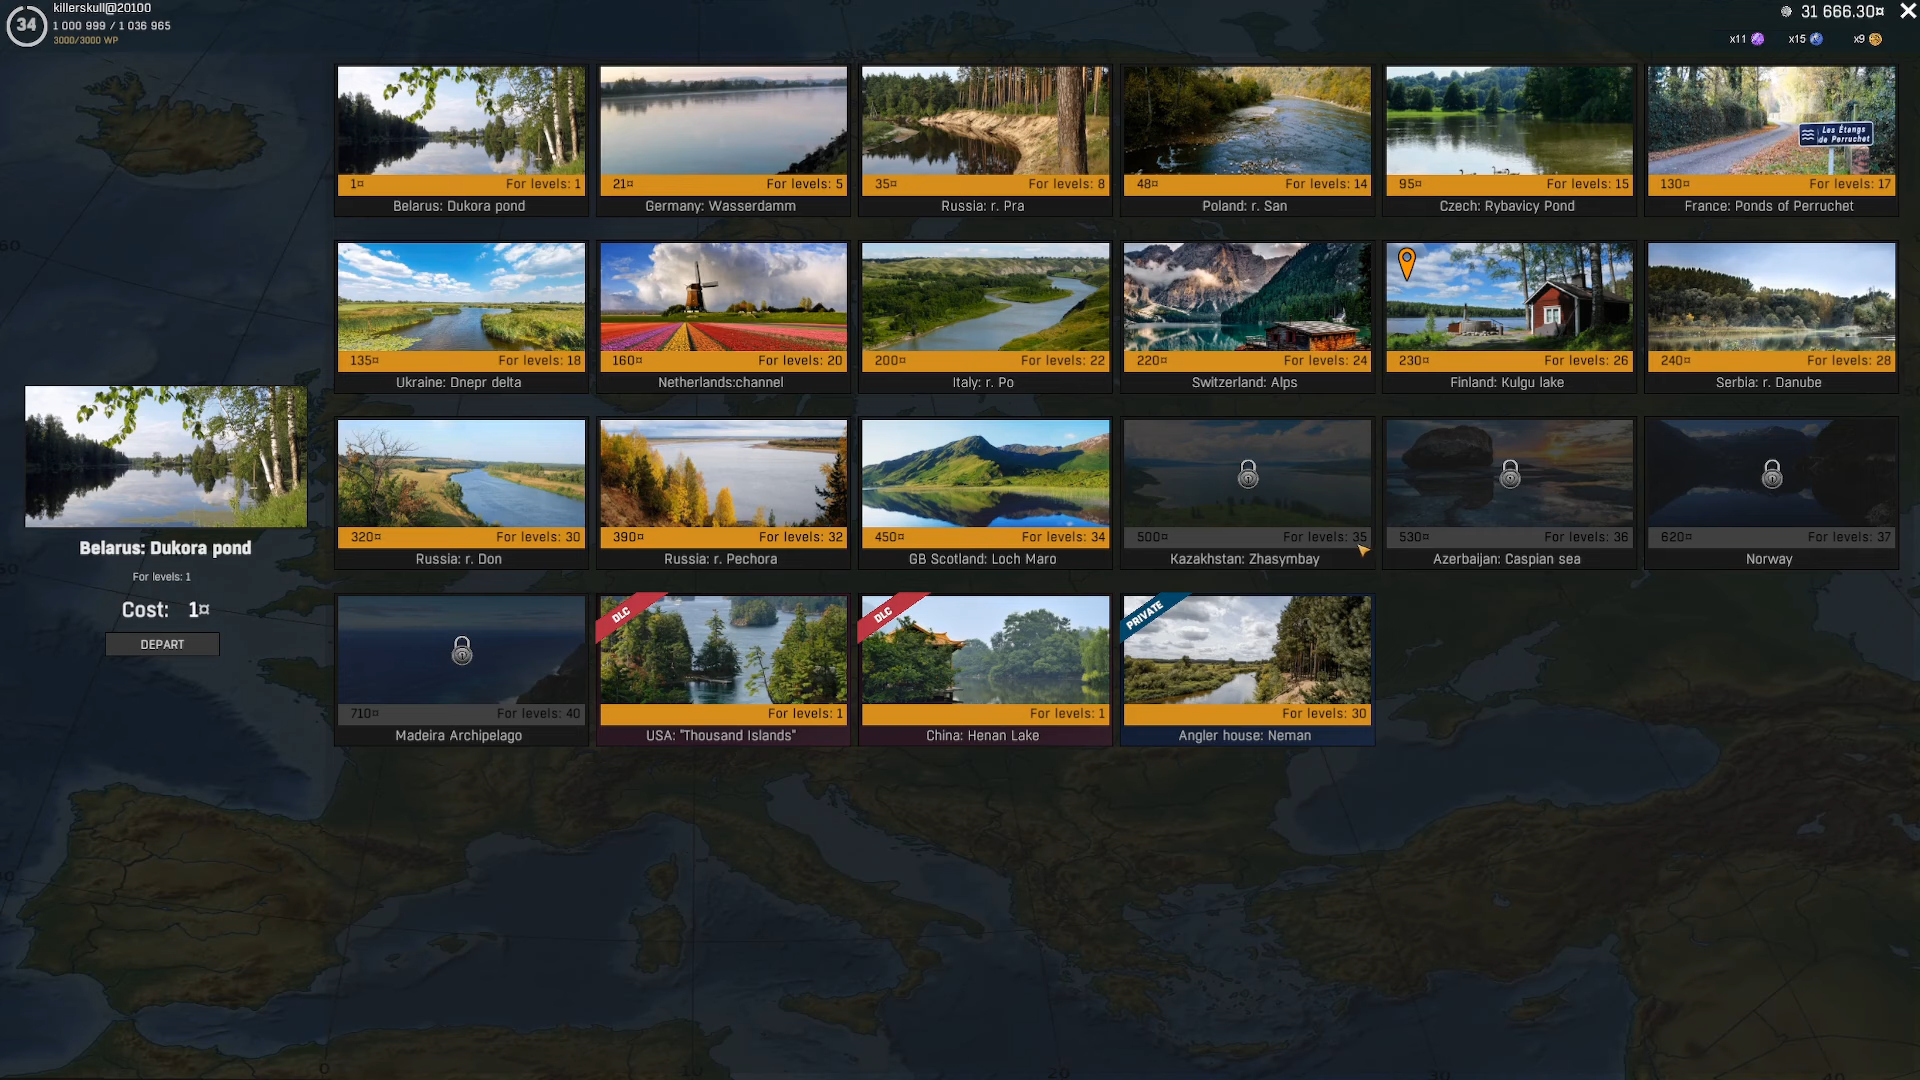 34
killerskull@20100
1 000 999 / 1 036 965
3000/3000 WP
31 666.30¤
x11
x15
x9
1¤ For levels: 1
Belarus: Dukora pond
21¤ For levels: 5
Germany: Wasserdamm
35¤ For levels: 8
Russia: r. Pra
48¤ For levels: 14
Poland: r. San
95¤ For levels: 15
Czech: Rybavicy Pond
Les Étangs
de Perruchet
130¤ For levels: 17
France: Ponds of Perruchet
135¤ For levels: 18
Ukraine: Dnepr delta
160¤ For levels: 20
Netherlands:channel
200¤ For levels: 22
Italy: r. Po
220¤ For levels: 24
Switzerland: Alps
230¤ For levels: 26
Finland: Kulgu lake
240¤ For levels: 28
Serbia: r. Danube
320¤ For levels: 30
Russia: r. Don
390¤ For levels: 32
Russia: r. Pechora
450¤ For levels: 34
GB Scotland: Loch Maro
500¤ For levels: 35
Kazakhstan: Zhasymbay
530¤ For levels: 36
Azerbaijan: Caspian sea
620¤ For levels: 37
Norway
Belarus: Dukora pond
For levels: 1
Cost: 1¤
DEPART
710¤ For levels: 40
Madeira Archipelago
DLC
For levels: 1
USA: "Thousand Islands"
DLC
For levels: 1
China: Henan Lake
PRIVATE
For levels: 30
Angler house: Neman